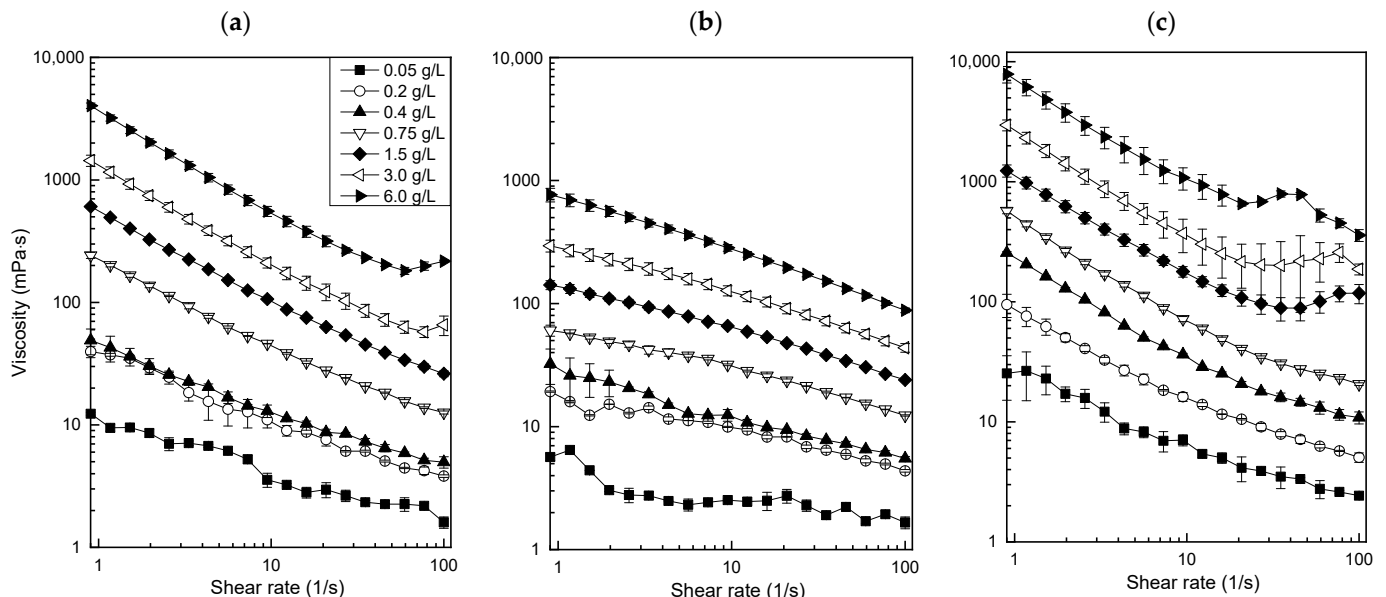 (a)
(b)
(c)
10,000
1000
100
10
1
Viscosity (mPa·s)
0.05 g/L
0.2 g/L
0.4 g/L
0.75 g/L
1.5 g/L
3.0 g/L
6.0 g/L
1 10 100
Shear rate (1/s)
10,000
1000
100
10
1
1 10 100
Shear rate (1/s)
10,000
1000
100
10
1
1 10 100
Shear rate (1/s)